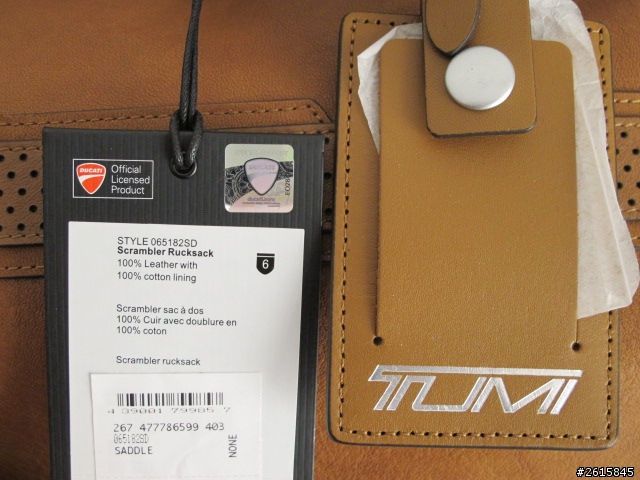 DUCATI
Official
Licensed
Product
STYLE 065182SD
Scrambler Rucksack
100% Leather with
100% cotton lining
6
Scrambler sac à dos
100% Cuir avec doublure en
100% coton
Scrambler rucksack
4 39001 79985 7
267 477786599 403
065182SD
SADDLE
NONE
TUMI
#2615845